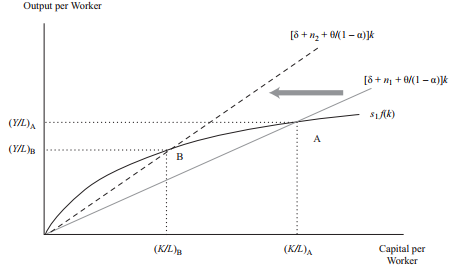 Output per Worker
[δ + n₂ + θ/(1 – α)]k
[δ + n₁ + θ/(1 – α)]k
s₁f(k)
(Y/L)A
A
(Y/L)B
B
(K/L)B
(K/L)A
Capital per
Worker